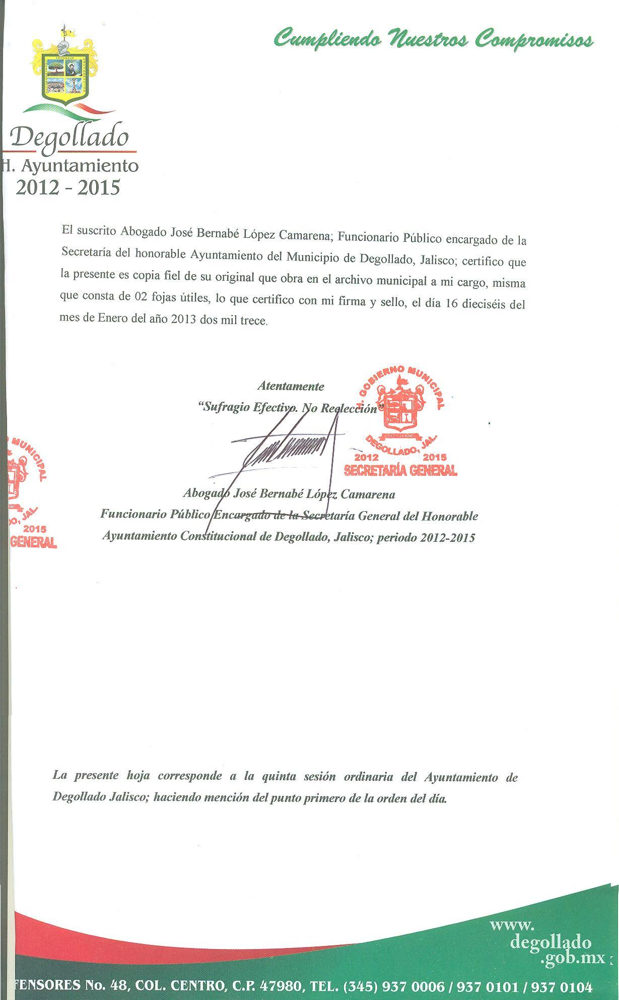 Cumpliendo Nuestros Compromisos
PROGRESO
Degollado
H. Ayuntamiento
2012 - 2015
El suscrito Abogado José Bernabé López Camarena; Funcionario Público encargado de la
Secretaría del honorable Ayuntamiento del Municipio de Degollado, Jalisco; certifico que
la presente es copia fiel de su original que obra en el archivo municipal a mi cargo, misma
que consta de 02 fojas útiles, lo que certifico con mi firma y sello, el día 16 dieciséis del
mes de Enero del año 2013 dos mil trece.
Atentamente
“Sufragio Efectivo. No Reelección”
H. GOBIERNO MUNICIPAL
DEGOLLADO
DEGOLLADO, JAL.
2012 2015
SECRETARÍA GENERAL
O MUNICIPAL
DO, JAL.
2015
GENERAL
Abogado José Bernabé López Camarena
Funcionario Público Encargado de la Secretaría General del Honorable
Ayuntamiento Constitucional de Degollado, Jalisco; periodo 2012-2015
La presente hoja corresponde a la quinta sesión ordinaria del Ayuntamiento de
Degollado Jalisco; haciendo mención del punto primero de la orden del día.
www.
degollado
.gob.mx
FENSORES No. 48, COL. CENTRO, C.P. 47980, TEL. (345) 937 0006 / 937 0101 / 937 0104